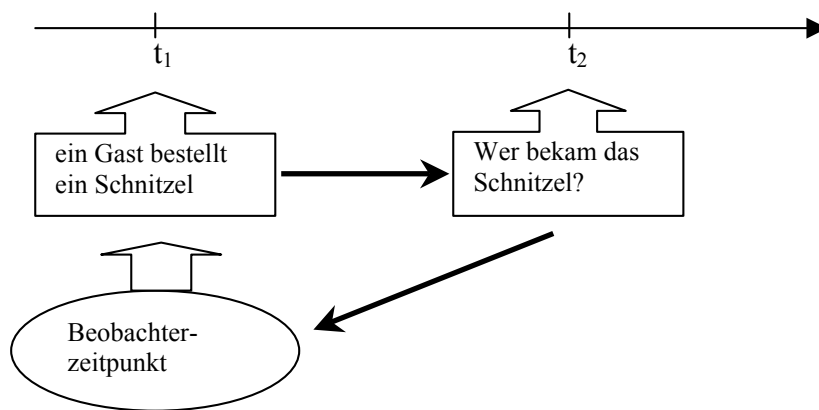 t₁
t₂
ein Gast bestellt
ein Schnitzel
Wer bekam das
Schnitzel?
Beobachter-
zeitpunkt